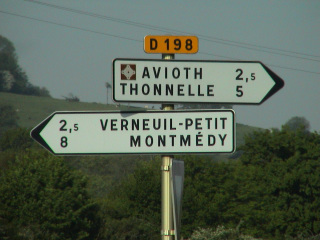 D 198
AVIOTH 2,5
THONNELLE 5
2,5 VERNEUIL-PETIT
8 MONTMÉDY